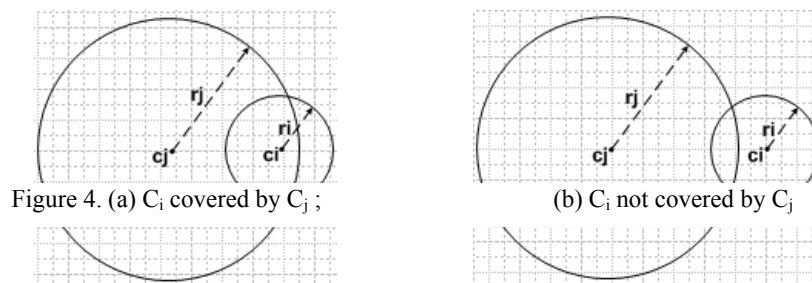 rj
ri
cj
ci
rj
ri
cj
ci
Figure 4. (a) Ci covered by Cj ;
(b) Ci not covered by Cj